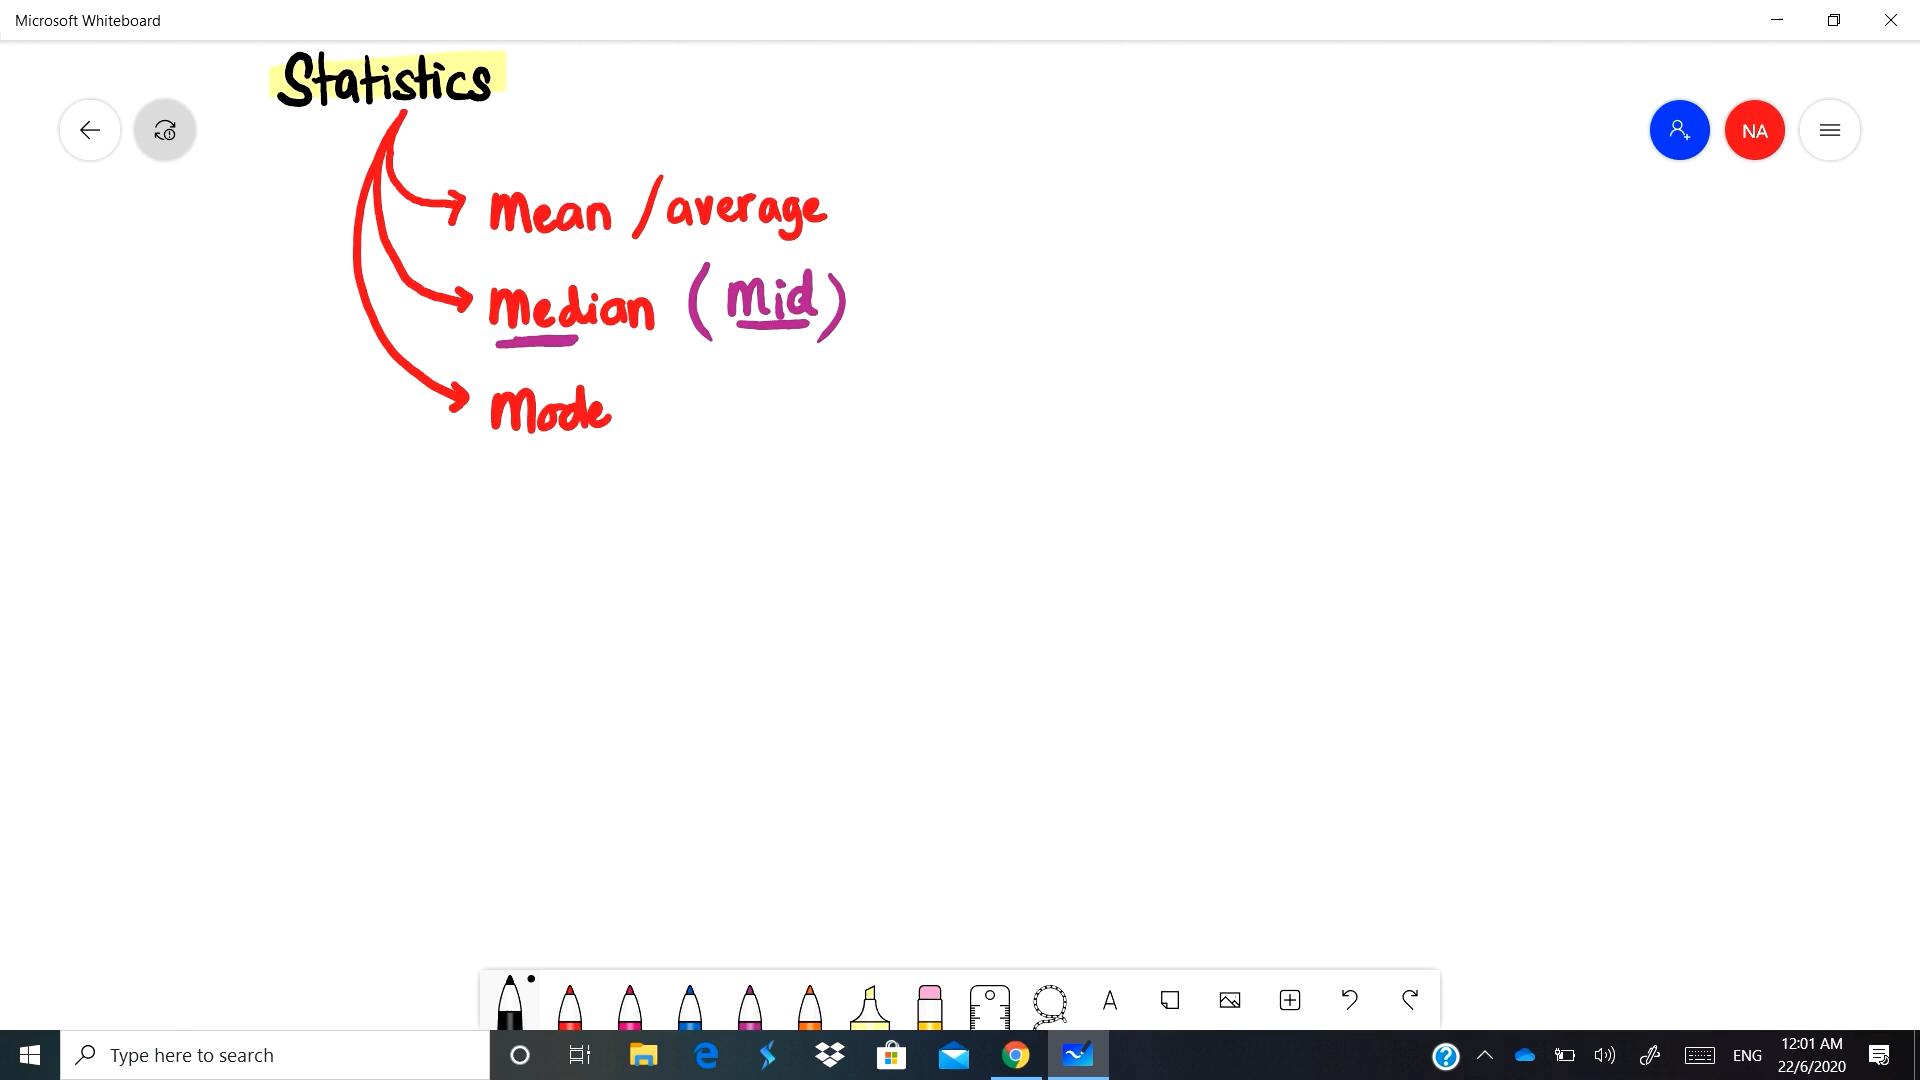 Microsoft Whiteboard
Statistics
NA
Mean / average
Median (mid)
Mode
A
Type here to search
ENG
12:01 AM
22/6/2020